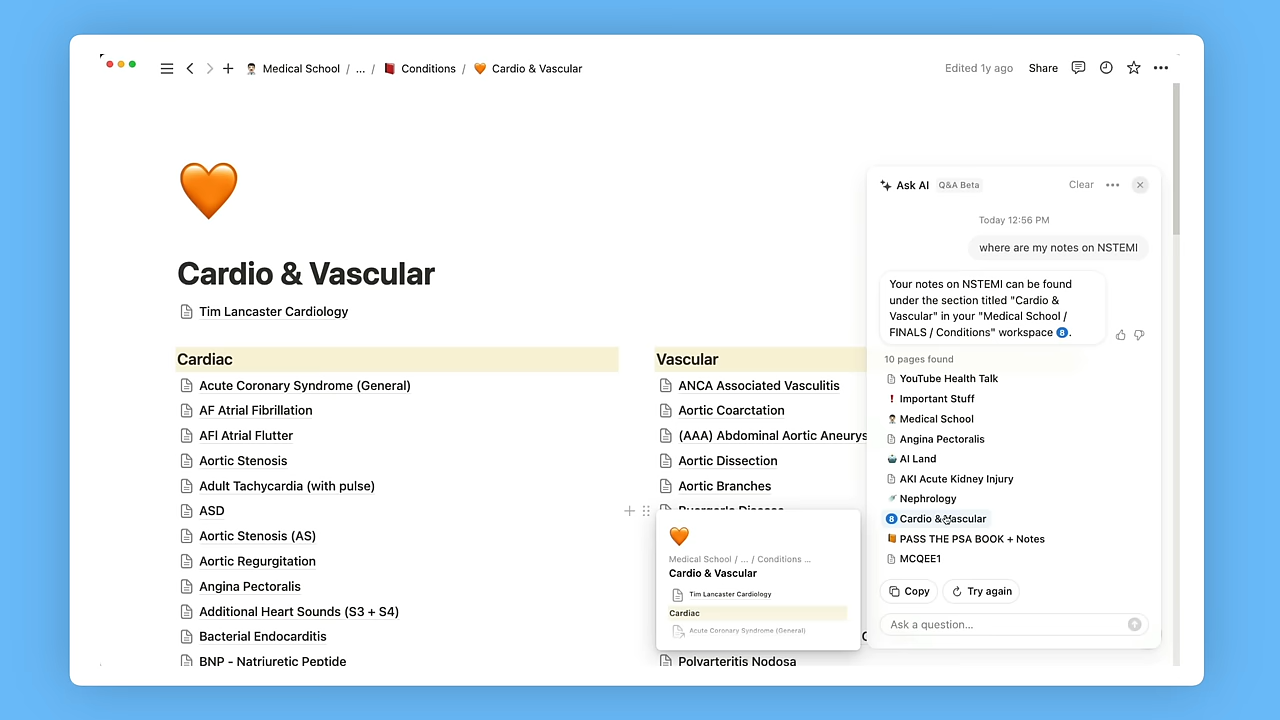 Medical School / ... / Conditions / Cardio & Vascular
Edited 1y ago Share
Cardio & Vascular
Tim Lancaster Cardiology
Cardiac
Acute Coronary Syndrome (General)
AF Atrial Fibrillation
AFl Atrial Flutter
Aortic Stenosis
Adult Tachycardia (with pulse)
ASD
Aortic Stenosis (AS)
Aortic Regurgitation
Angina Pectoralis
Additional Heart Sounds (S3 + S4)
Bacterial Endocarditis
BNP - Natriuretic Peptide
Vascular
ANCA Associated Vasculitis
Aortic Coarctation
(AAA) Abdominal Aortic Aneurys
Aortic Dissection
Aortic Branches
Buerger's Disease
Polyarteritis Nodosa
Medical School / ... / Conditions ...
Cardio & Vascular
Tim Lancaster Cardiology
Cardiac
Acute Coronary Syndrome (General)
Ask AI Q&A Beta Clear
Today 12:56 PM
where are my notes on NSTEMI
Your notes on NSTEMI can be found
under the section titled "Cardio &
Vascular" in your "Medical School /
FINALS / Conditions" workspace 8.
10 pages found
YouTube Health Talk
Important Stuff
Medical School
Angina Pectoralis
AI Land
AKI Acute Kidney Injury
Nephrology
8 Cardio & Vascular
PASS THE PSA BOOK + Notes
MCQEE1
Copy Try again
Ask a question...